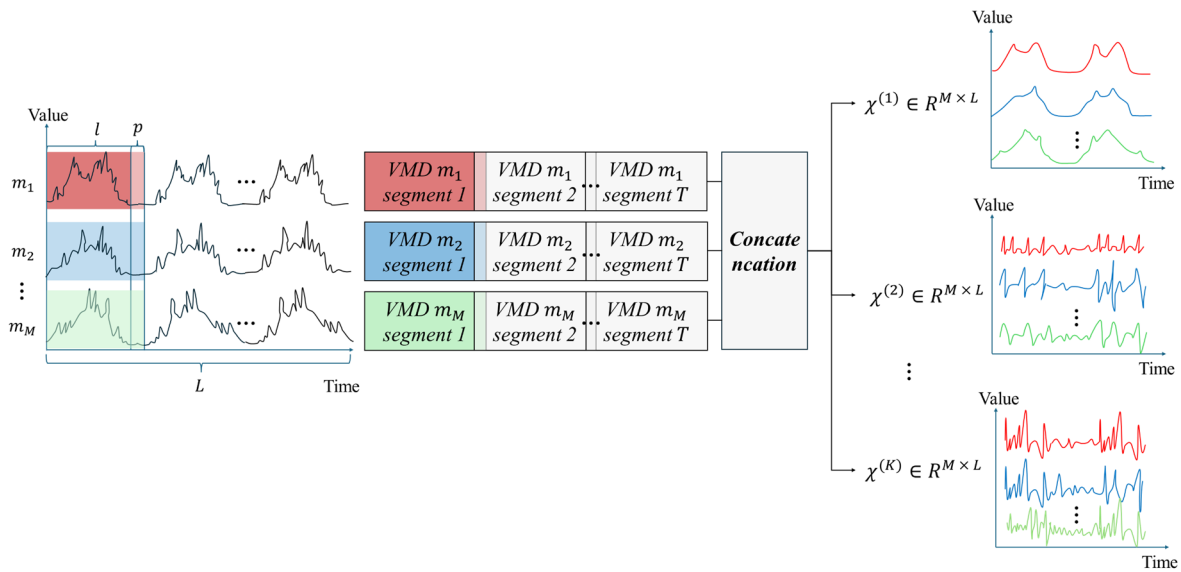 Value
l
p
m₁
m₂
⋮
m_M
...
...
...
L
Time
VMD m₁
segment 1
VMD m₁
segment 2
...
VMD m₁
segment T
VMD m₂
segment 1
VMD m₂
segment 2
...
VMD m₂
segment T
VMD m_M
segment 1
VMD m_M
segment 2
...
VMD m_M
segment T
Concate
ncation
χ⁽¹⁾ ∈ R^{M × L}
χ⁽²⁾ ∈ R^{M × L}
⋮
χ⁽ᴷ⁾ ∈ R^{M × L}
Value
⋮
Time
Value
⋮
Time
Value
⋮
Time